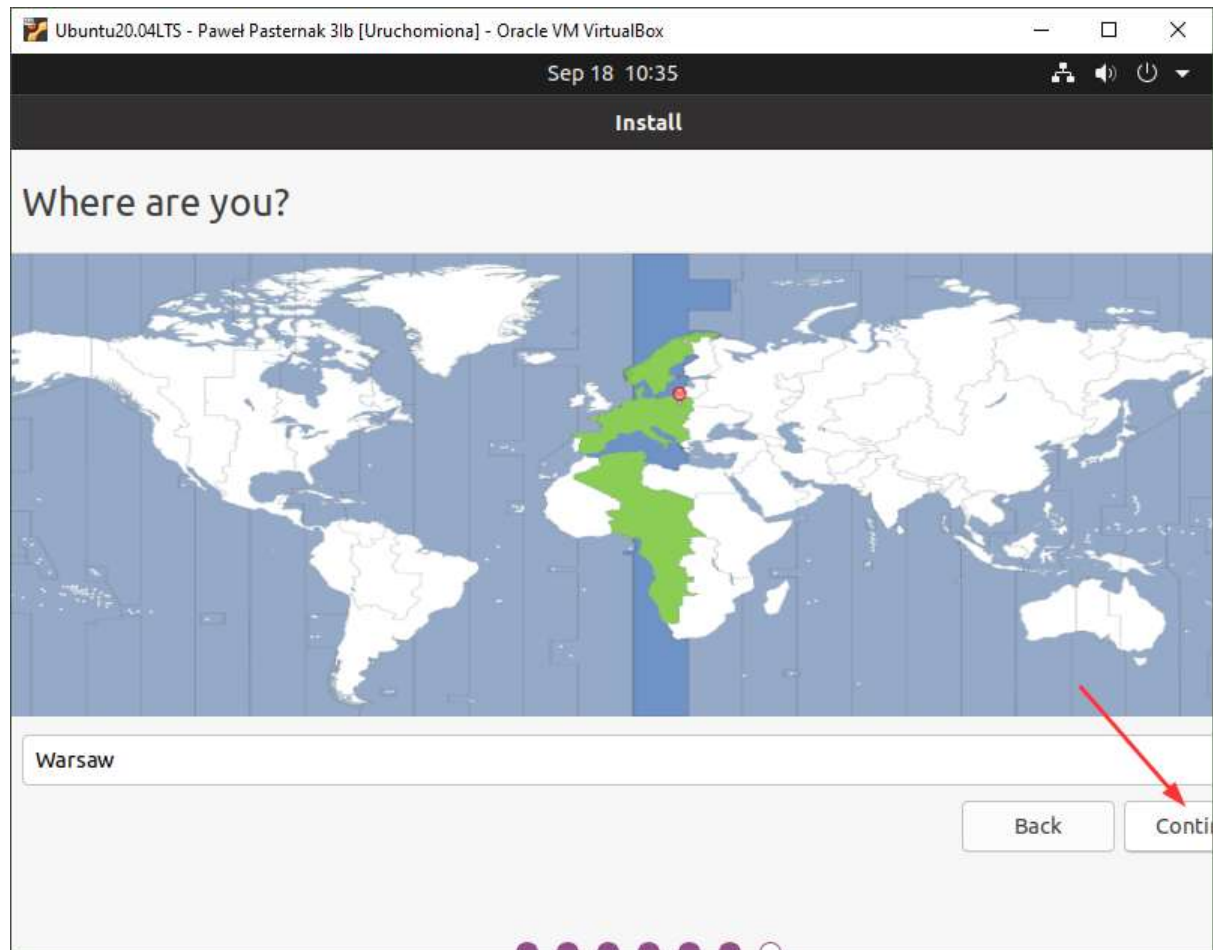 Ubuntu20.04LTS - Paweł Pasternak 3lb [Uruchomiona] - Oracle VM VirtualBox
Sep 18 10:35
Install
Where are you?
Warsaw
Back Conti